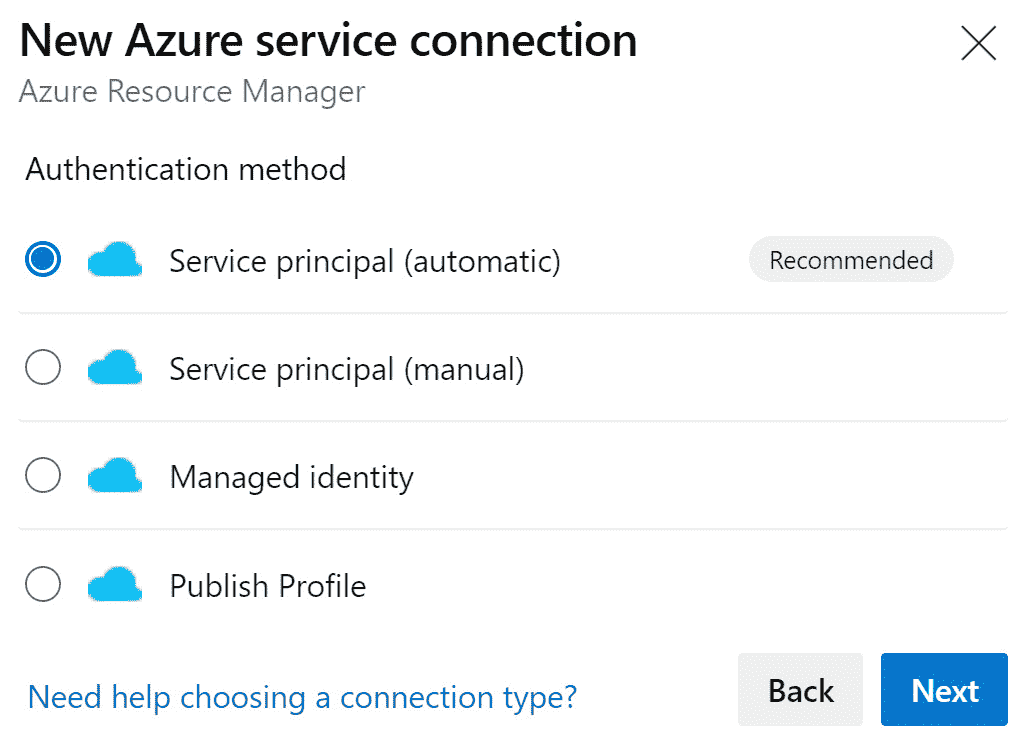 New Azure service connection
Azure Resource Manager
Authentication method
Service principal (automatic) Recommended
Service principal (manual)
Managed identity
Publish Profile
Need help choosing a connection type? Back Next